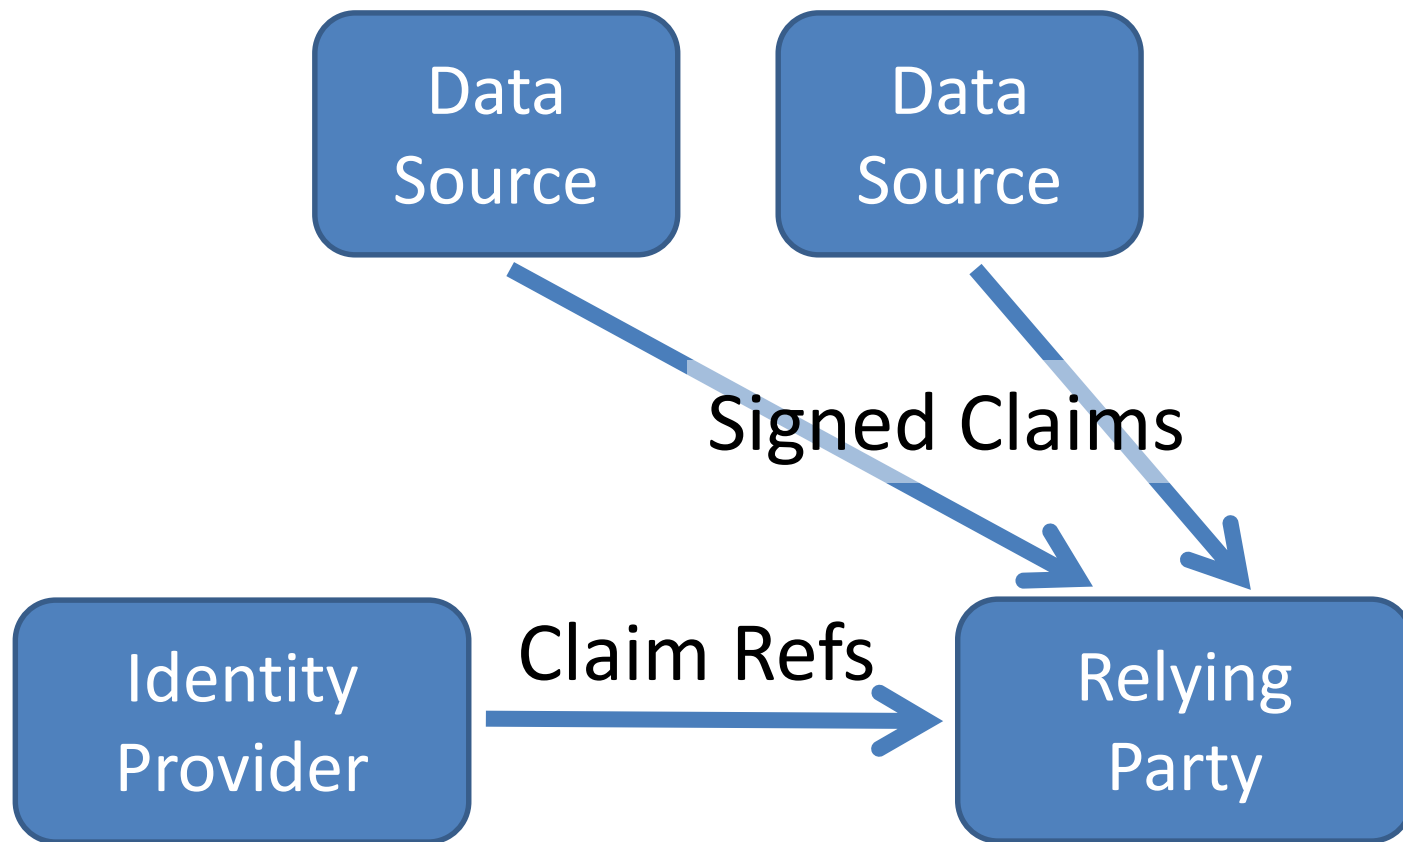 Data
Source
Data
Source
Signed Claims
Claim Refs
Identity
Provider
Relying
Party